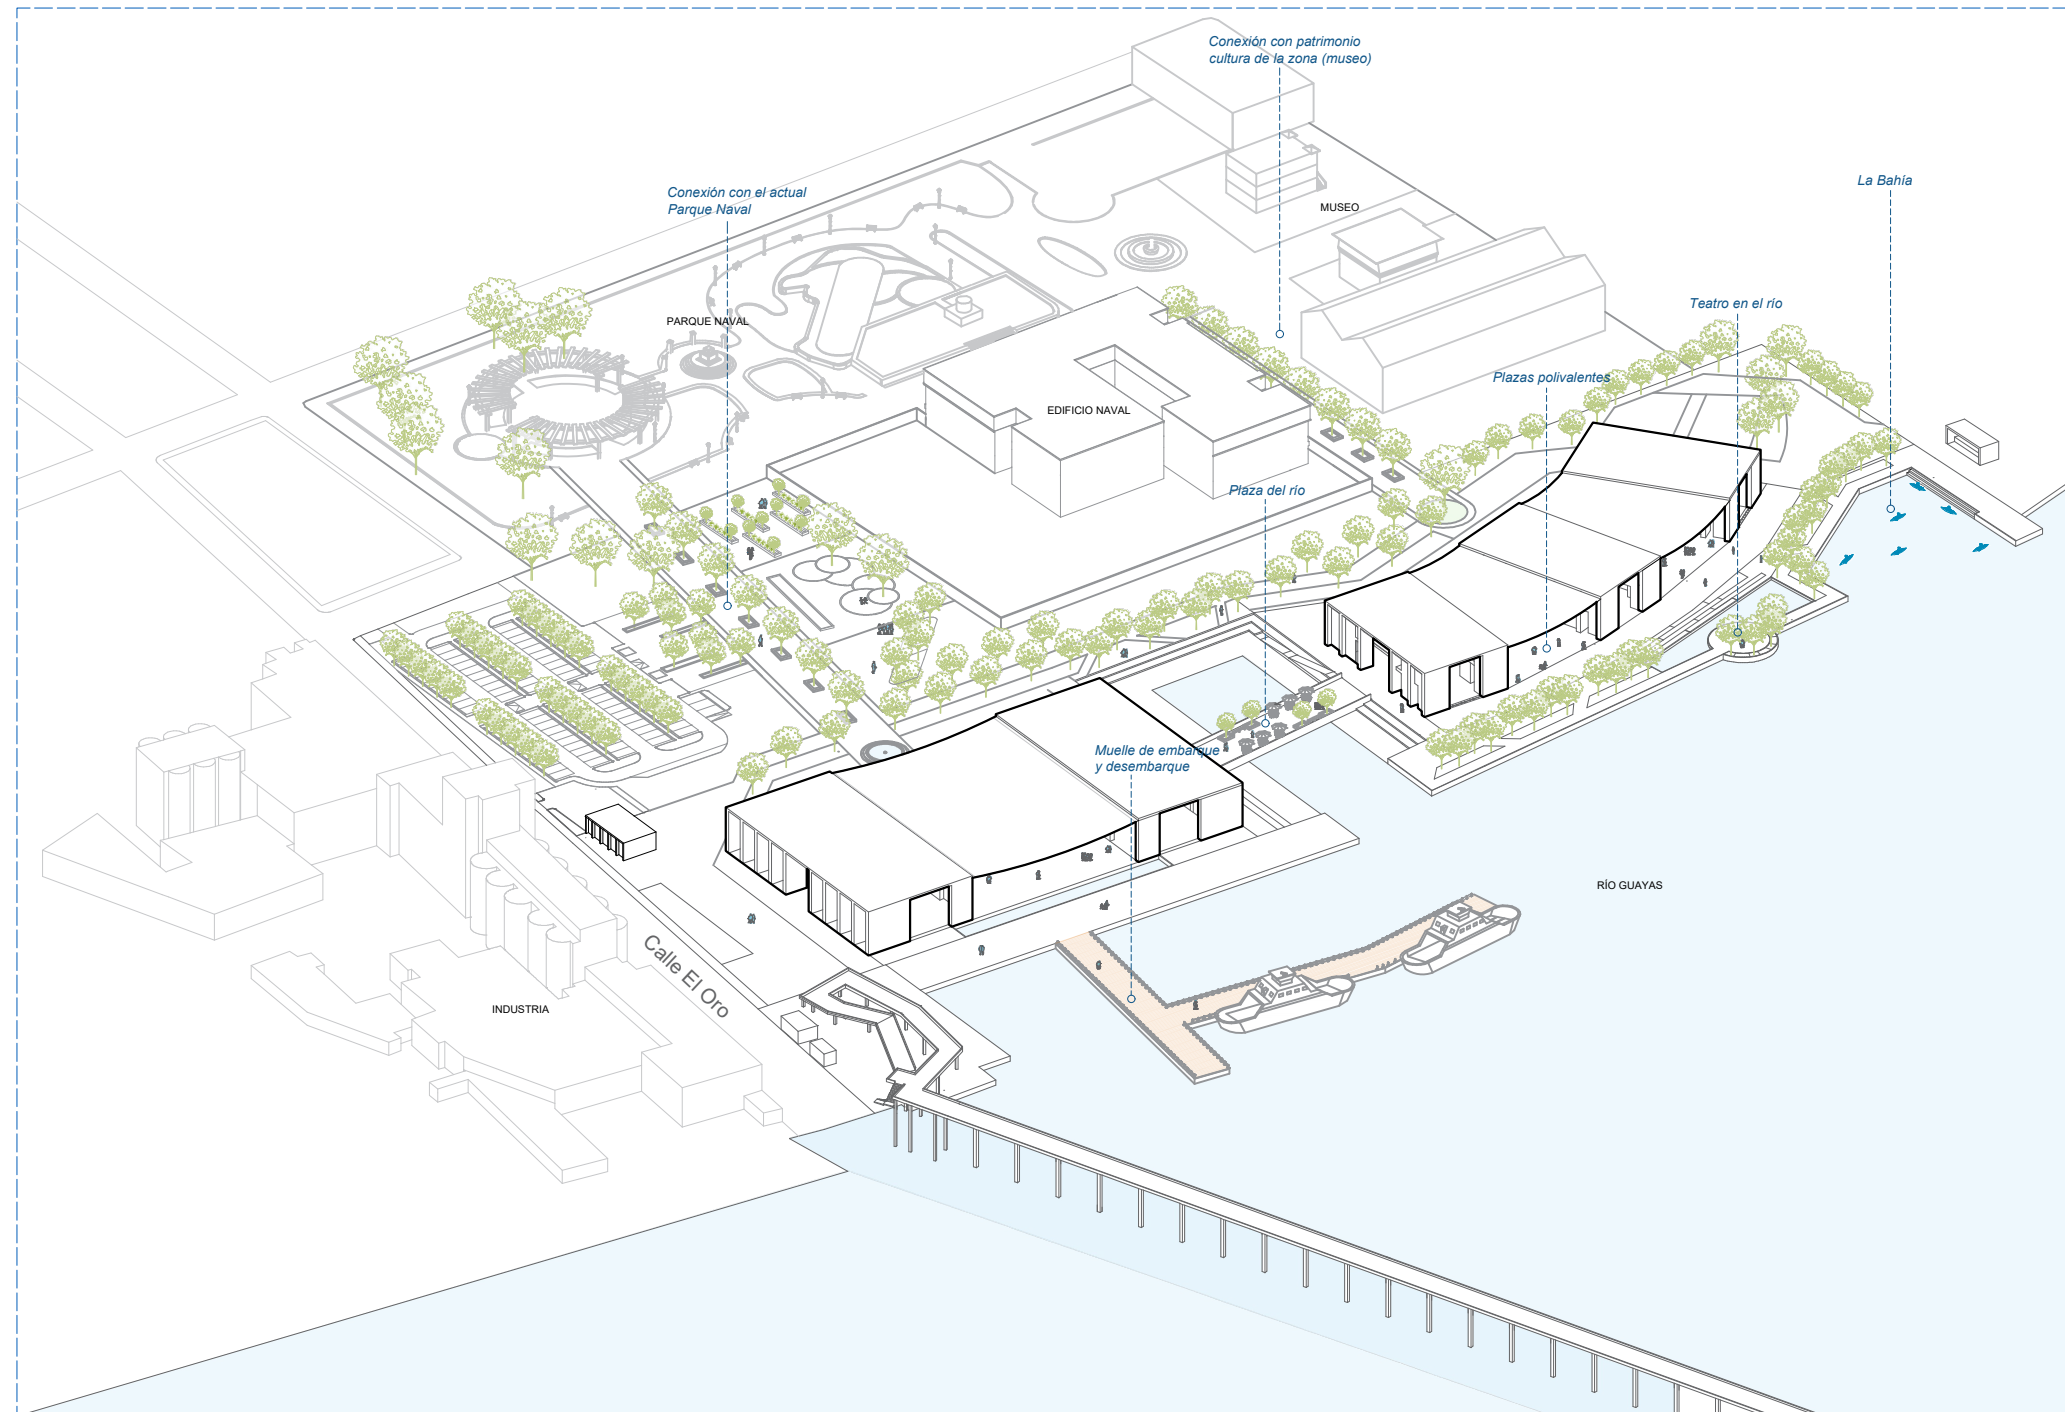 Conexión con patrimonio
cultura de la zona (museo)
Conexión con el actual
Parque Naval
La Bahía
MUSEO
Teatro en el río
PARQUE NAVAL
Plazas polivalentes
EDIFICIO NAVAL
Plaza del río
Muelle de embarque
y desembarque
RÍO GUAYAS
Calle El Oro
INDUSTRIA